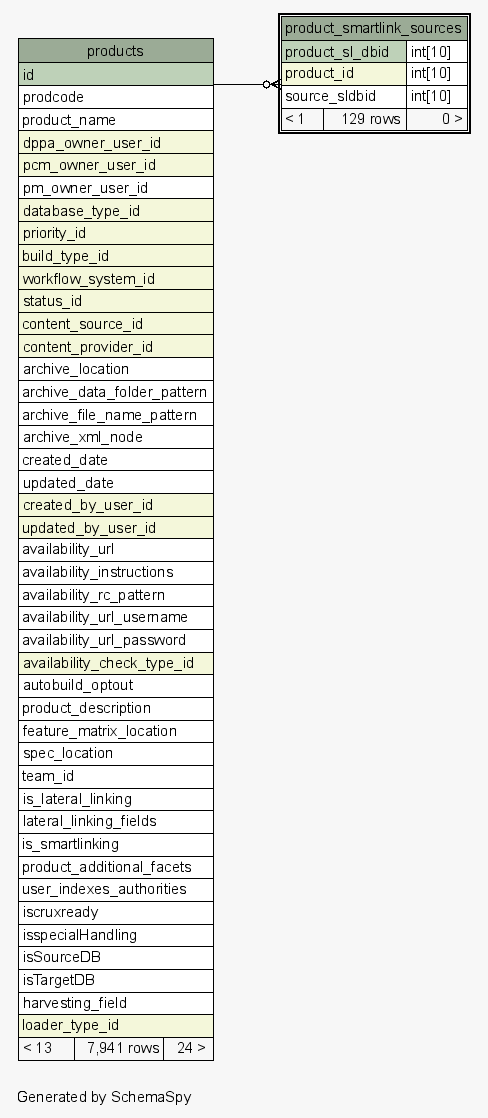 products
id
prodcode
product_name
dppa_owner_user_id
pcm_owner_user_id
pm_owner_user_id
database_type_id
priority_id
build_type_id
workflow_system_id
status_id
content_source_id
content_provider_id
archive_location
archive_data_folder_pattern
archive_file_name_pattern
archive_xml_node
created_date
updated_date
created_by_user_id
updated_by_user_id
availability_url
availability_instructions
availability_rc_pattern
availability_url_username
availability_url_password
availability_check_type_id
autobuild_optout
product_description
feature_matrix_location
spec_location
team_id
is_lateral_linking
lateral_linking_fields
is_smartlinking
product_additional_facets
user_indexes_authorities
iscruxready
isspecialHandling
isSourceDB
isTargetDB
harvesting_field
loader_type_id
< 13 7,941 rows 24 >
product_smartlink_sources
product_sl_dbid int[10]
product_id int[10]
source_sldbid int[10]
< 1 129 rows 0 >
Generated by SchemaSpy